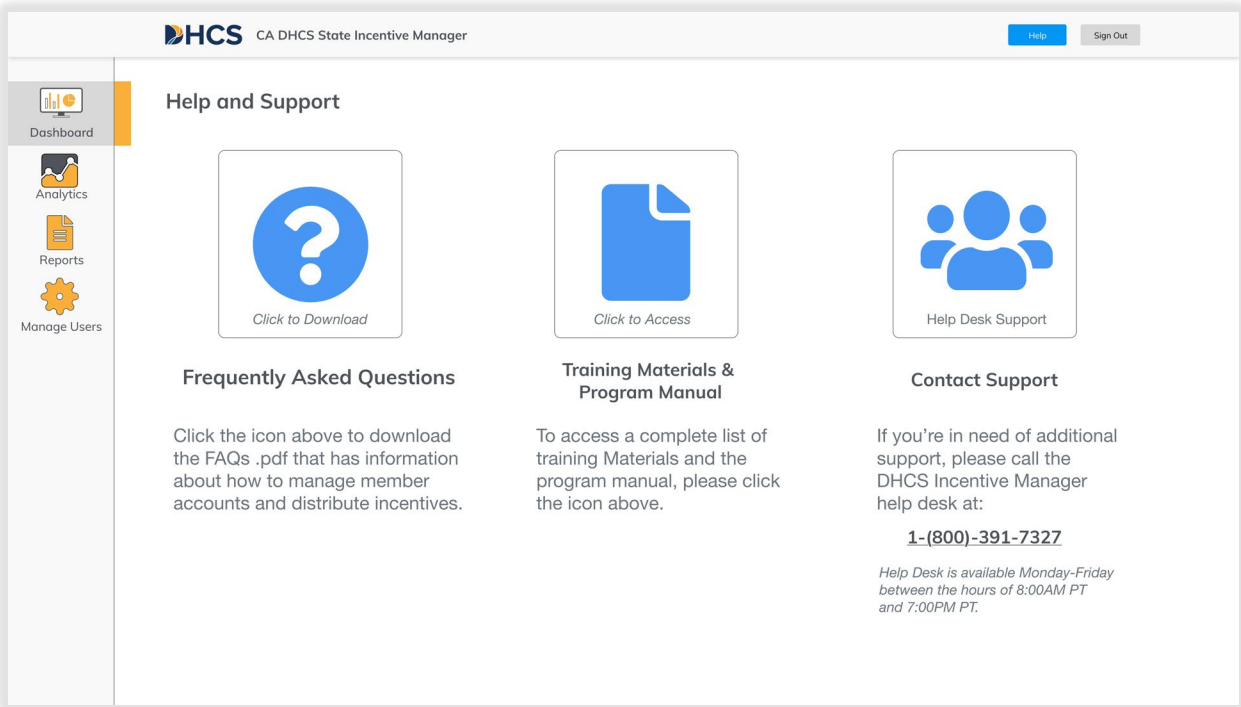 DHCS CA DHCS State Incentive Manager
Help
Sign Out
Dashboard
Analytics
Reports
Manage Users
Help and Support
Click to Download
Frequently Asked Questions
Click the icon above to download
the FAQs .pdf that has information
about how to manage member
accounts and distribute incentives.
Click to Access
Training Materials &
Program Manual
To access a complete list of
training Materials and the
program manual, please click
the icon above.
Help Desk Support
Contact Support
If you’re in need of additional
support, please call the
DHCS Incentive Manager
help desk at:
1-(800)-391-7327
Help Desk is available Monday-Friday
between the hours of 8:00AM PT
and 7:00PM PT.